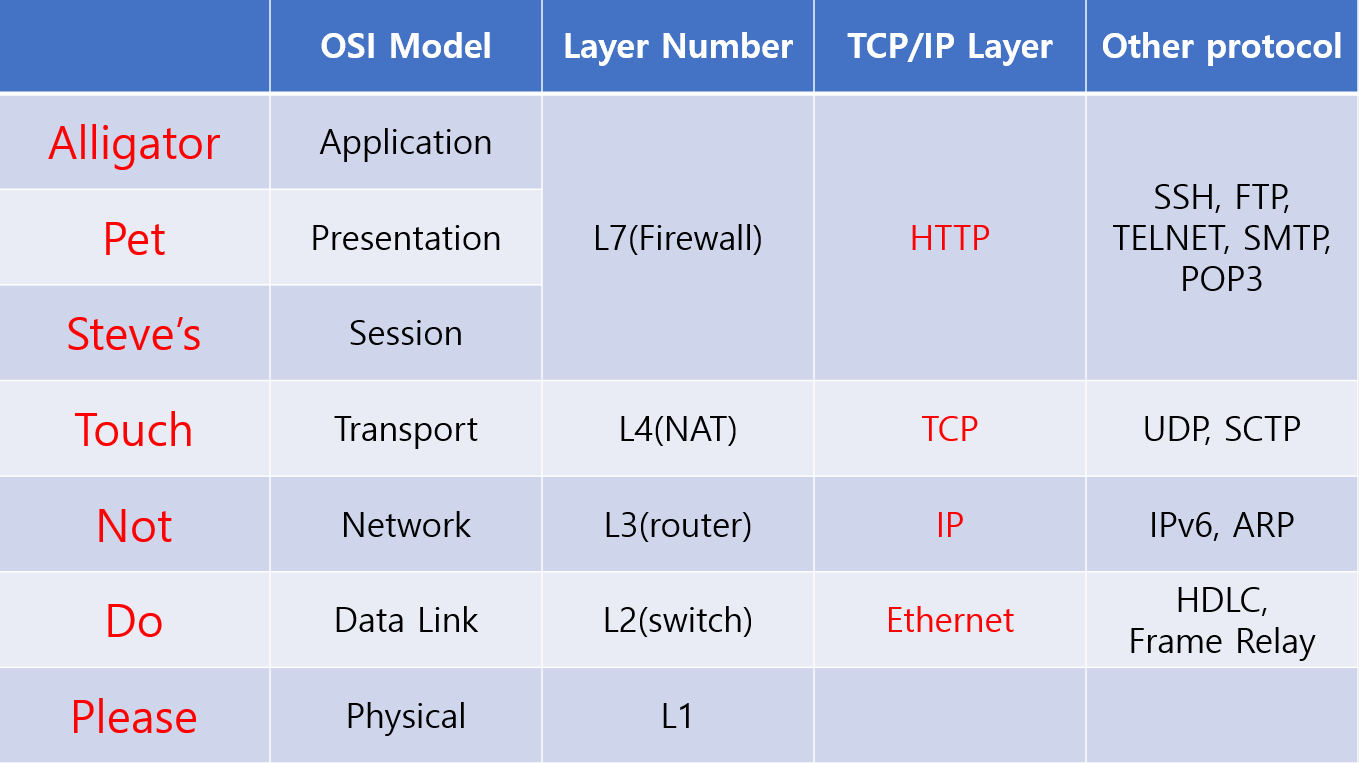 OSI Model Layer Number TCP/IP Layer Other protocol
Alligator Application
Pet Presentation L7(Firewall) HTTP SSH, FTP,
TELNET, SMTP,
POP3
Steve’s Session
Touch Transport L4(NAT) TCP UDP, SCTP
Not Network L3(router) IP IPv6, ARP
Do Data Link L2(switch) Ethernet HDLC,
Frame Relay
Please Physical L1